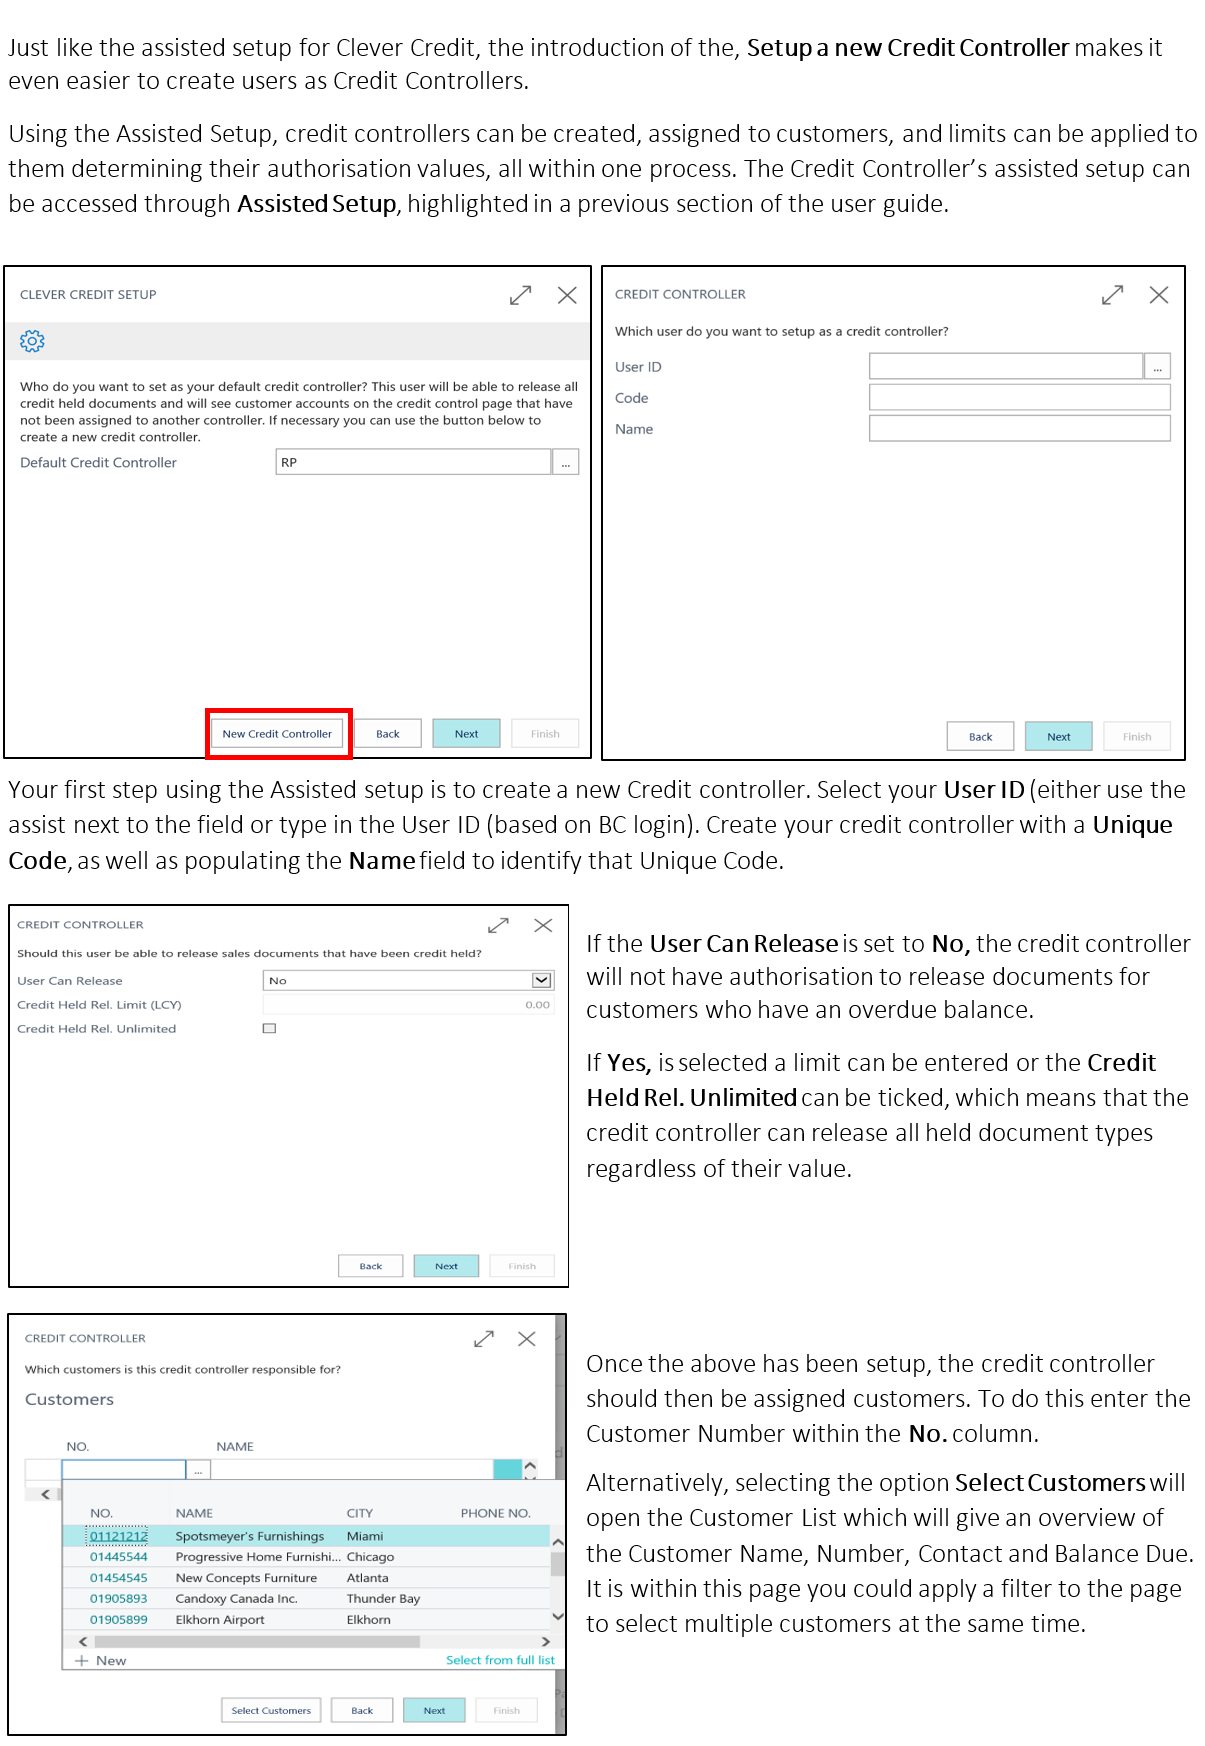 Just like the assisted setup for Clever Credit, the introduction of the, Setup a new Credit Controller makes it
even easier to create users as Credit Controllers.
Using the Assisted Setup, credit controllers can be created, assigned to customers, and limits can be applied to
them determining their authorisation values, all within one process. The Credit Controller's assisted setup can
be accessed through Assisted Setup, highlighted in a previous section of the user guide.
CLEVER CREDIT SETUP
Who do you want to set as your default credit controller? This user will be able to release all
credit held documents and will see customer accounts on the credit control page that have
not been assigned to another controller. If necessary you can use the button below to
create a new credit controller.
Default Credit Controller RP ...
New Credit Controller Back Next Finish
CREDIT CONTROLLER
Which user do you want to setup as a credit controller?
User ID ...
Code
Name
Back Next Finish
Your first step using the Assisted setup is to create a new Credit controller. Select your User ID (either use the
assist next to the field or type in the User ID (based on BC login). Create your credit controller with a Unique
Code, as well as populating the Name field to identify that Unique Code.
CREDIT CONTROLLER
Should this user be able to release sales documents that have been credit held?
User Can Release No
Credit Held Rel. Limit (LCY) 0.00
Credit Held Rel. Unlimited
Back Next Finish
If the User Can Release is set to No, the credit controller
will not have authorisation to release documents for
customers who have an overdue balance.
If Yes, is selected a limit can be entered or the Credit
Held Rel. Unlimited can be ticked, which means that the
credit controller can release all held document types
regardless of their value.
CREDIT CONTROLLER
Which customers is this credit controller responsible for?
Customers
NO. NAME
...
NO. NAME CITY PHONE NO.
01121212 Spotsmeyer's Furnishings Miami
01445544 Progressive Home Furnishi... Chicago
01454545 New Concepts Furniture Atlanta
01905893 Candoxy Canada Inc. Thunder Bay
01905899 Elkhorn Airport Elkhorn
+ New Select from full list
Select Customers Back Next Finish
Once the above has been setup, the credit controller
should then be assigned customers. To do this enter the
Customer Number within the No. column.
Alternatively, selecting the option Select Customers will
open the Customer List which will give an overview of
the Customer Name, Number, Contact and Balance Due.
It is within this page you could apply a filter to the page
to select multiple customers at the same time.